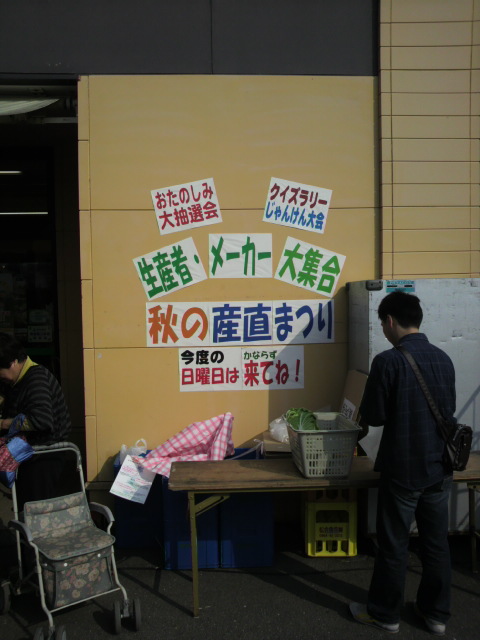 おたのしみ
大抽選会
クイズラリー
じゃんけん大会
生産者・メーカー大集合
秋の産直まつり
今度の
日曜日は
かならず
来てね！